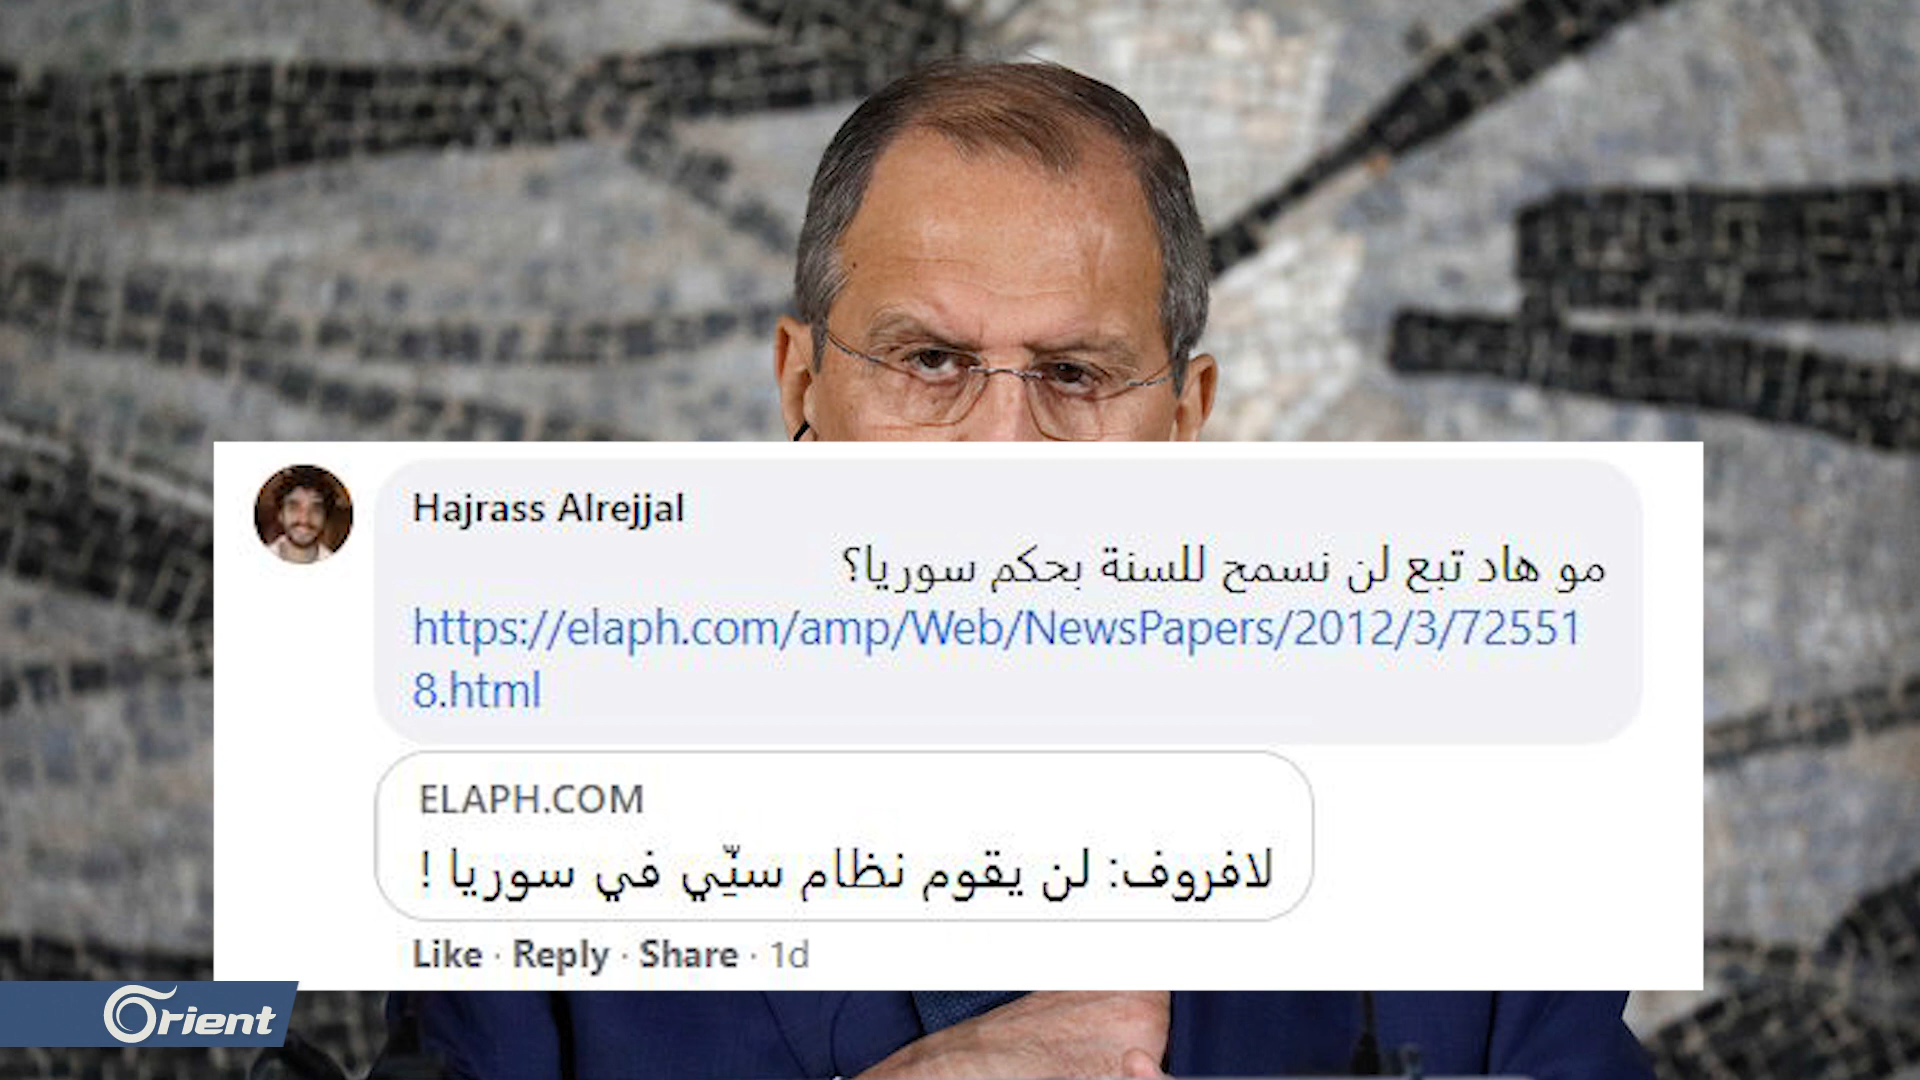 Hajrass Alrejjal
مو هاد تبع لن نسمح للسنة بحكم سوريا؟
https://elaph.com/amp/Web/NewsPapers/2012/3/72551
8.html
ELAPH.COM
لافروف: لن يقوم نظام سنّي في سوريا !
Like · Reply · Share · 1d
Orient